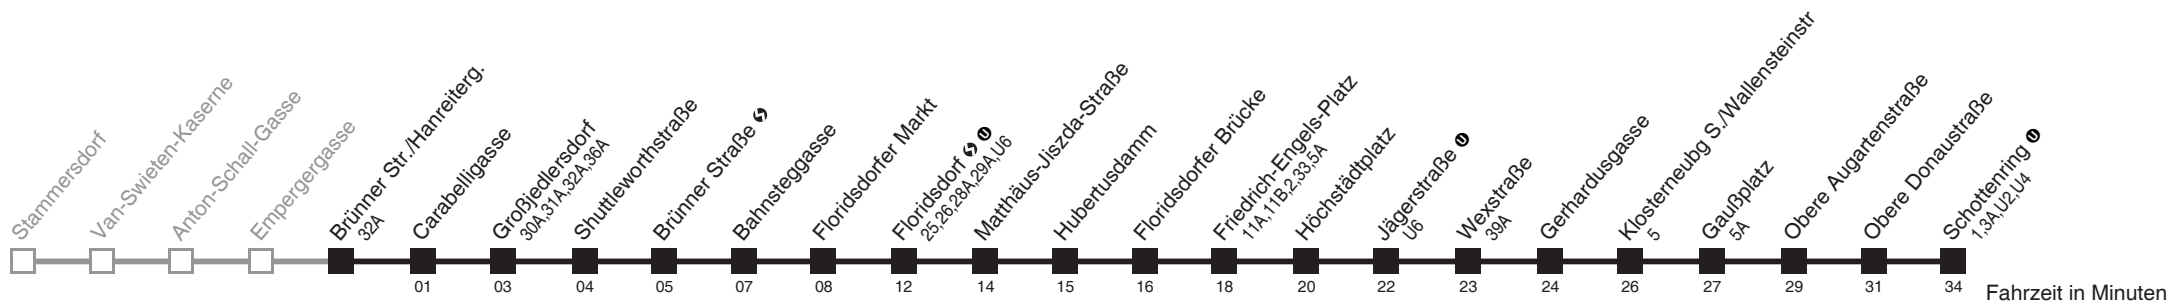 Stammersdorf
Van-Swieten-Kaserne
Anton-Schall-Gasse
Empergergasse
Brünner Str./Hanreiterg.
32A
Carabelligasse
Großjedlersdorf
30A,31A,32A,36A
Shuttleworthstraße
Brünner Straße
Bahnsteggasse
Floridsdorfer Markt
Floridsdorf
25,26,28A,29A,U6
Matthäus-Jiszda-Straße
Hubertusdamm
Floridsdorfer Brücke
Friedrich-Engels-Platz
11A,11B,2,33,5A
Höchstädtplatz
Jägerstraße U
U6
Wexstraße
39A
Gerhardusgasse
Klosterneubg S./Wallensteinstr
5
Gaußplatz
5A
Obere Augartenstraße
Obere Donaustraße
Schottenring U
1,3A,U2,U4
01 03 04 05 07 08 12 14 15 16 18 20 22 23 24 26 27 29 31 34 Fahrzeit in Minuten